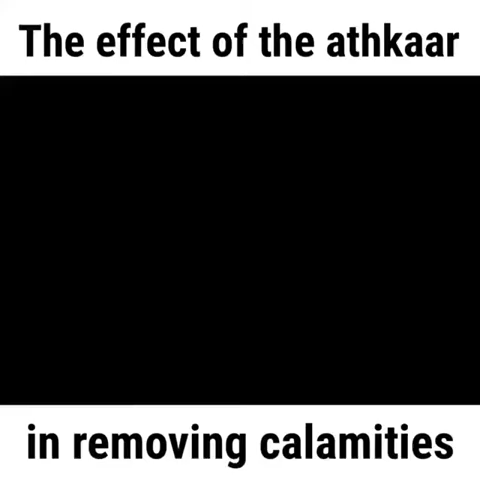 The effect of the athkaar
in removing calamities